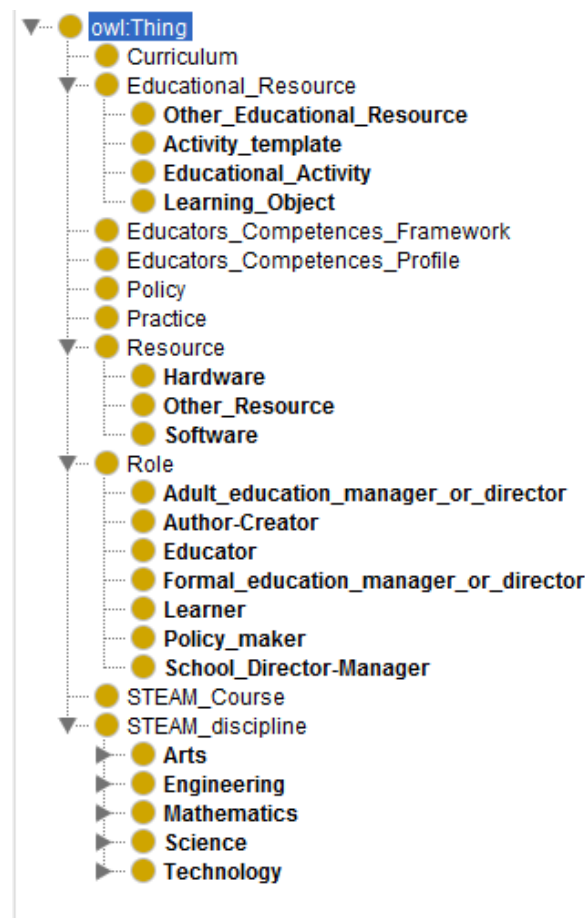 owl:Thing
Curriculum
Educational_Resource
Other_Educational_Resource
Activity_template
Educational_Activity
Learning_Object
Educators_Competences_Framework
Educators_Competences_Profile
Policy
Practice
Resource
Hardware
Other_Resource
Software
Role
Adult_education_manager_or_director
Author-Creator
Educator
Formal_education_manager_or_director
Learner
Policy_maker
School_Director-Manager
STEAM_Course
STEAM_discipline
Arts
Engineering
Mathematics
Science
Technology